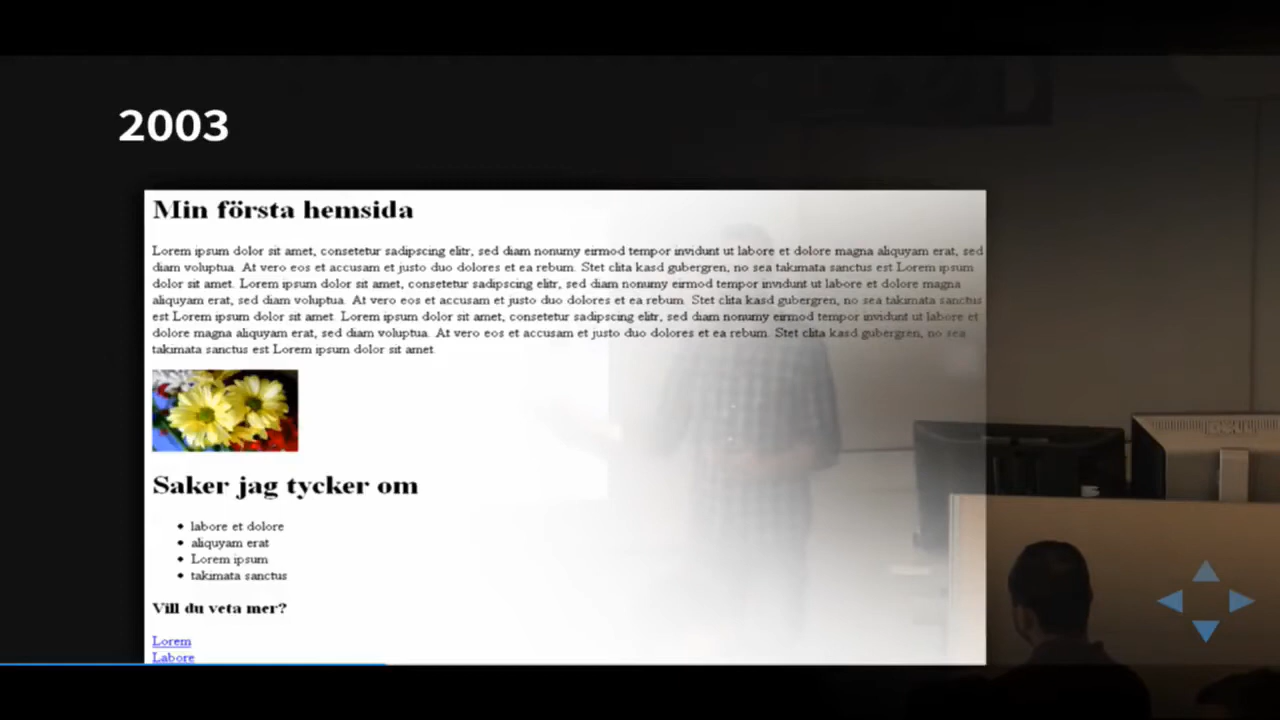 2003
Min första hemsida
Lorem ipsum dolor sit amet, consetetur sadipscing elitr, sed diam nonumy eirmod tempor invidunt ut labore et dolore magna aliquyam erat, sed
diam voluptua. At vero eos et accusam et justo duo dolores et ea rebum. Stet clita kasd gubergren, no sea takimata sanctus est Lorem ipsum
dolor sit amet. Lorem ipsum dolor sit amet, consetetur sadipscing elitr, sed diam nonumy eirmod tempor invidunt ut labore et dolore magna
aliquyam erat, sed diam voluptua. At vero eos et accusam et justo duo dolores et ea rebum. Stet clita kasd gubergren, no sea takimata sanctus
est Lorem ipsum dolor sit amet. Lorem ipsum dolor sit amet, consetetur sadipscing elitr, sed diam nonumy eirmod tempor invidunt ut labore et
dolore magna aliquyam erat, sed diam voluptua. At vero eos et accusam et justo duo dolores et ea rebum. Stet clita kasd gubergren, no sea
takimata sanctus est Lorem ipsum dolor sit amet.
Saker jag tycker om
labore et dolore
aliquyam erat
Lorem ipsum
takimata sanctus
Vill du veta mer?
Lorem
Labore